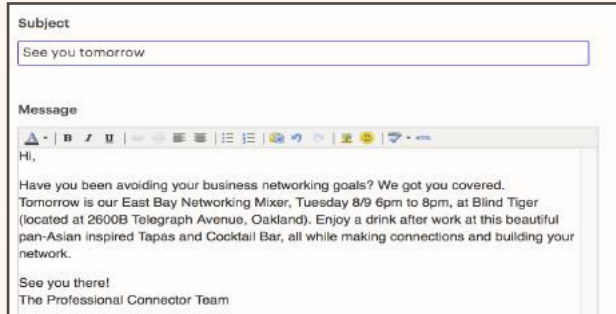 Subject
See you tomorrow
Message
A B I U
Hi,
Have you been avoiding your business networking goals? We got you covered.
Tomorrow is our East Bay Networking Mixer, Tuesday 8/9 6pm to 8pm, at Blind Tiger
(located at 2600B Telegraph Avenue, Oakland). Enjoy a drink after work at this beautiful
pan-Asian inspired Tapas and Cocktail Bar, all while making connections and building your
network.
See you there!
The Professional Connector Team